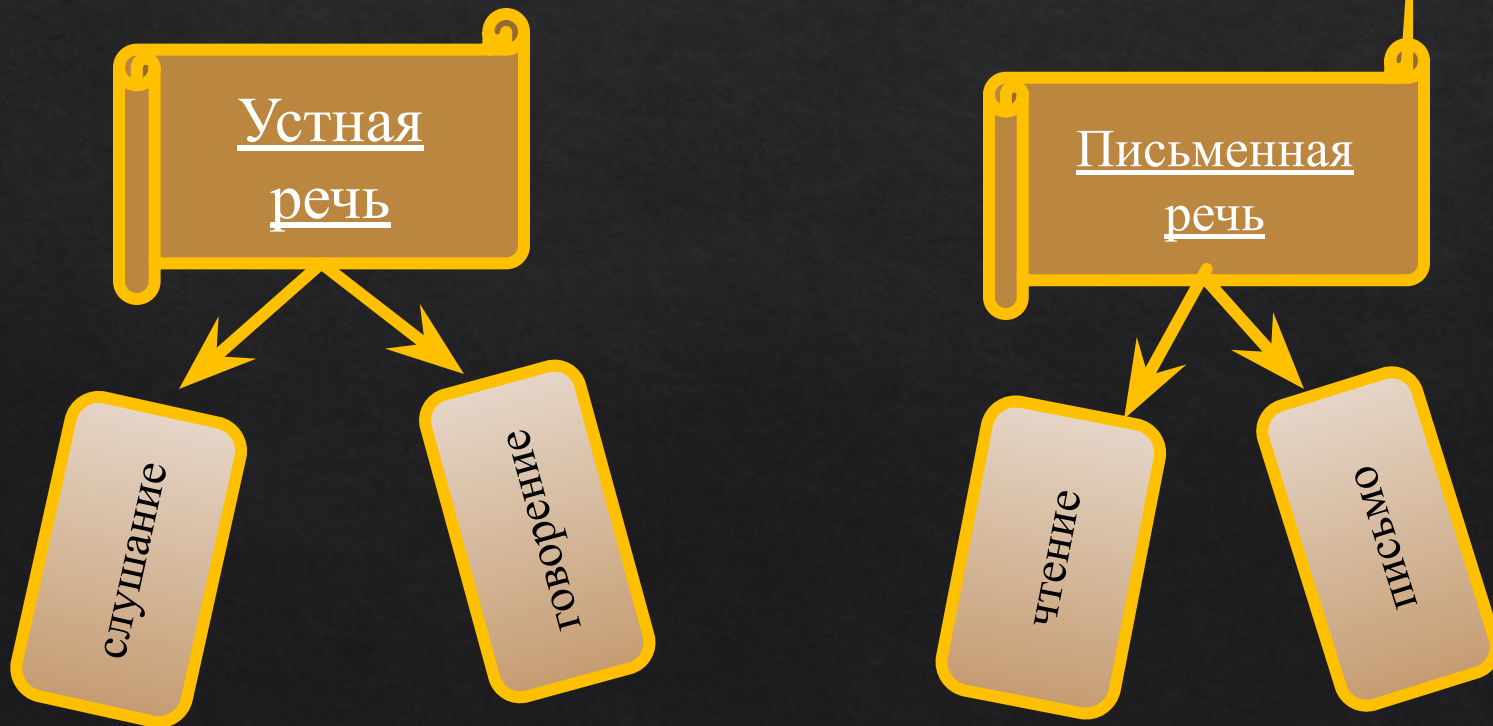 Устная
речь
Письменная
речь
слушание
говорение
чтение
письмо